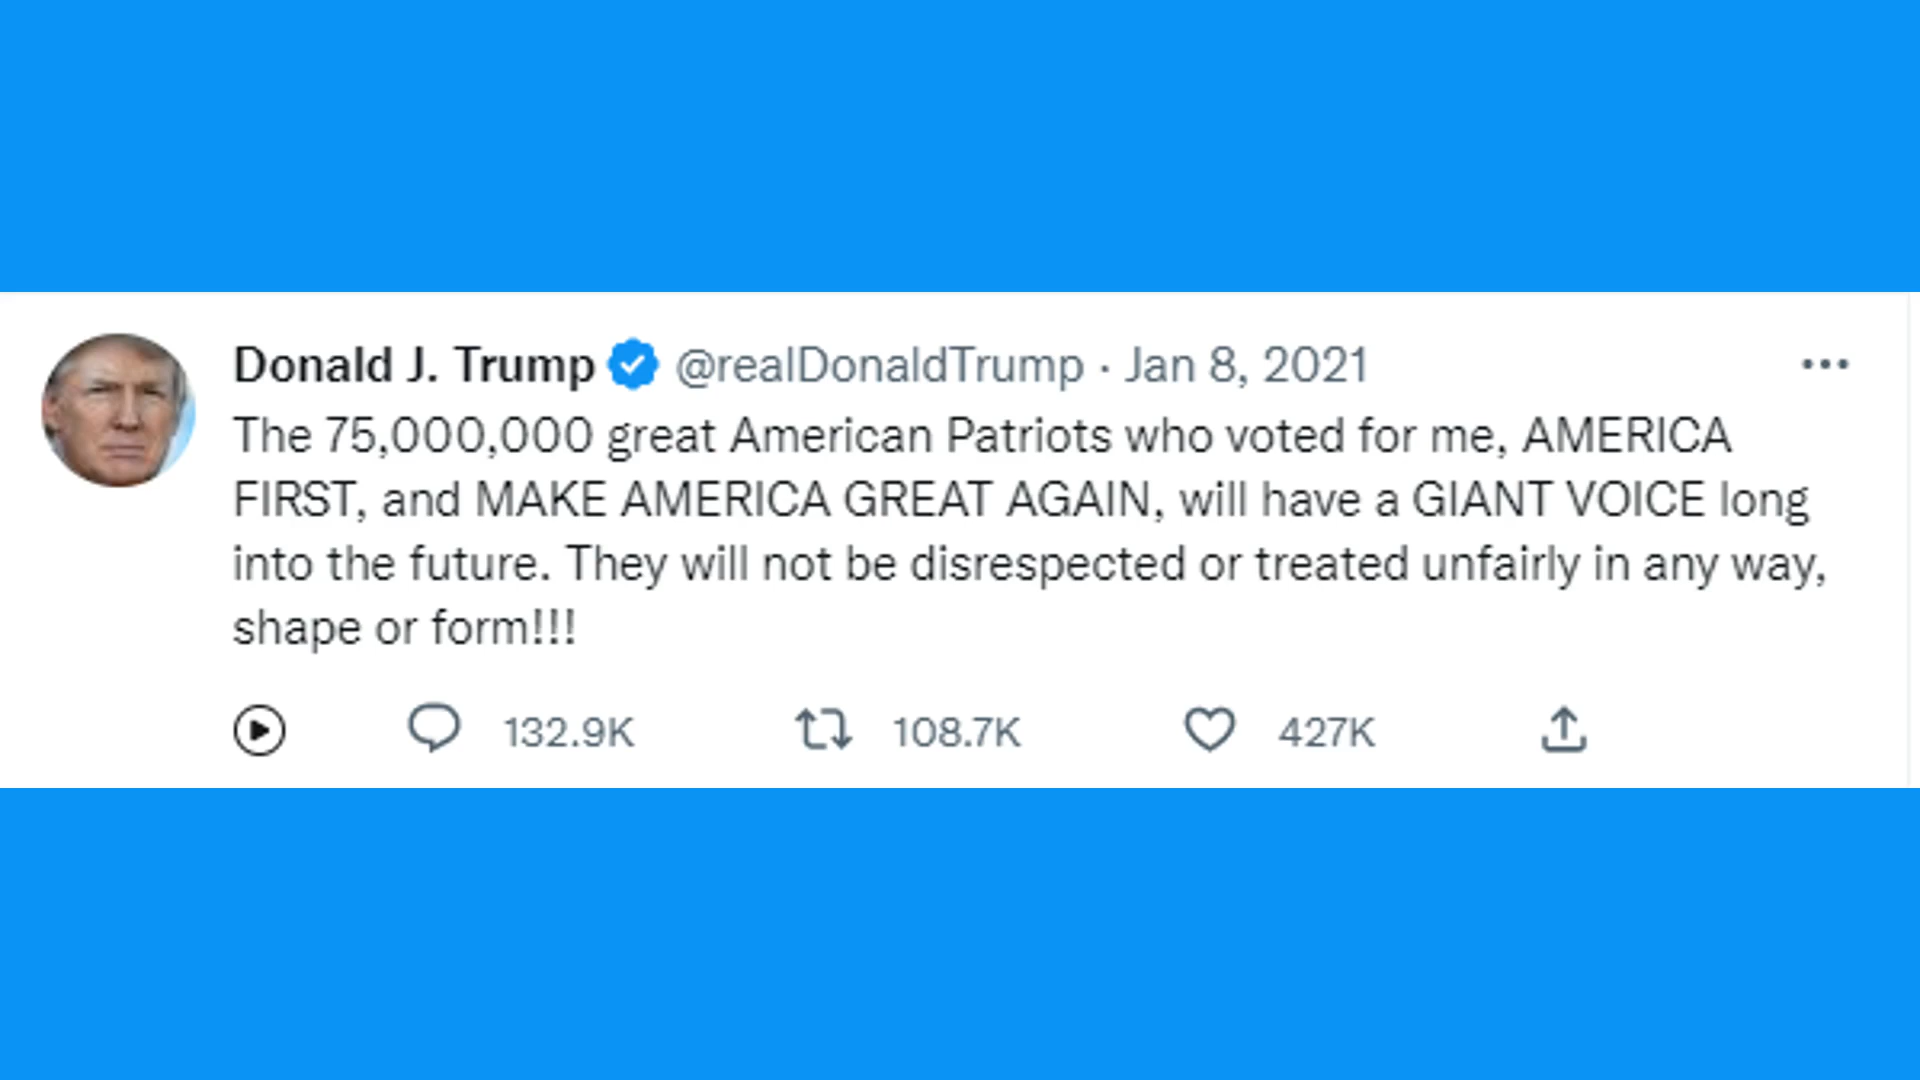 Donald J. Trump @realDonaldTrump · Jan 8, 2021
The 75,000,000 great American Patriots who voted for me, AMERICA
FIRST, and MAKE AMERICA GREAT AGAIN, will have a GIANT VOICE long
into the future. They will not be disrespected or treated unfairly in any way,
shape or form!!!
132.9K 108.7K 427K